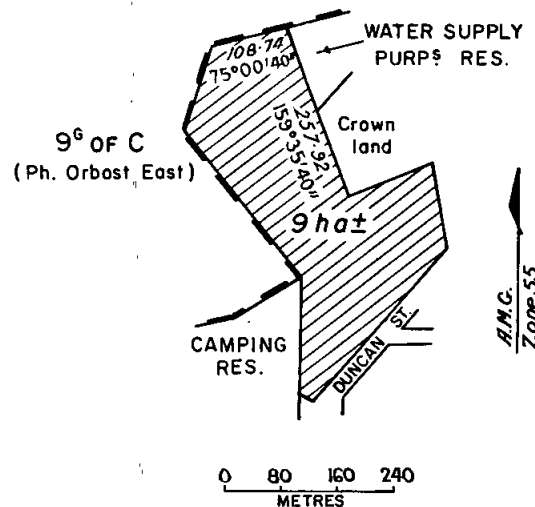 108·74
75°00'40"
WATER SUPPLY
PURPS RES.
9G OF C
(Ph. Orbost East)
257·92
159°35'40"
Crown
land
9 ha±
A.M.G.
Zone 55
CAMPING
RES.
DUNCAN ST.
0 80 160 240
METRES